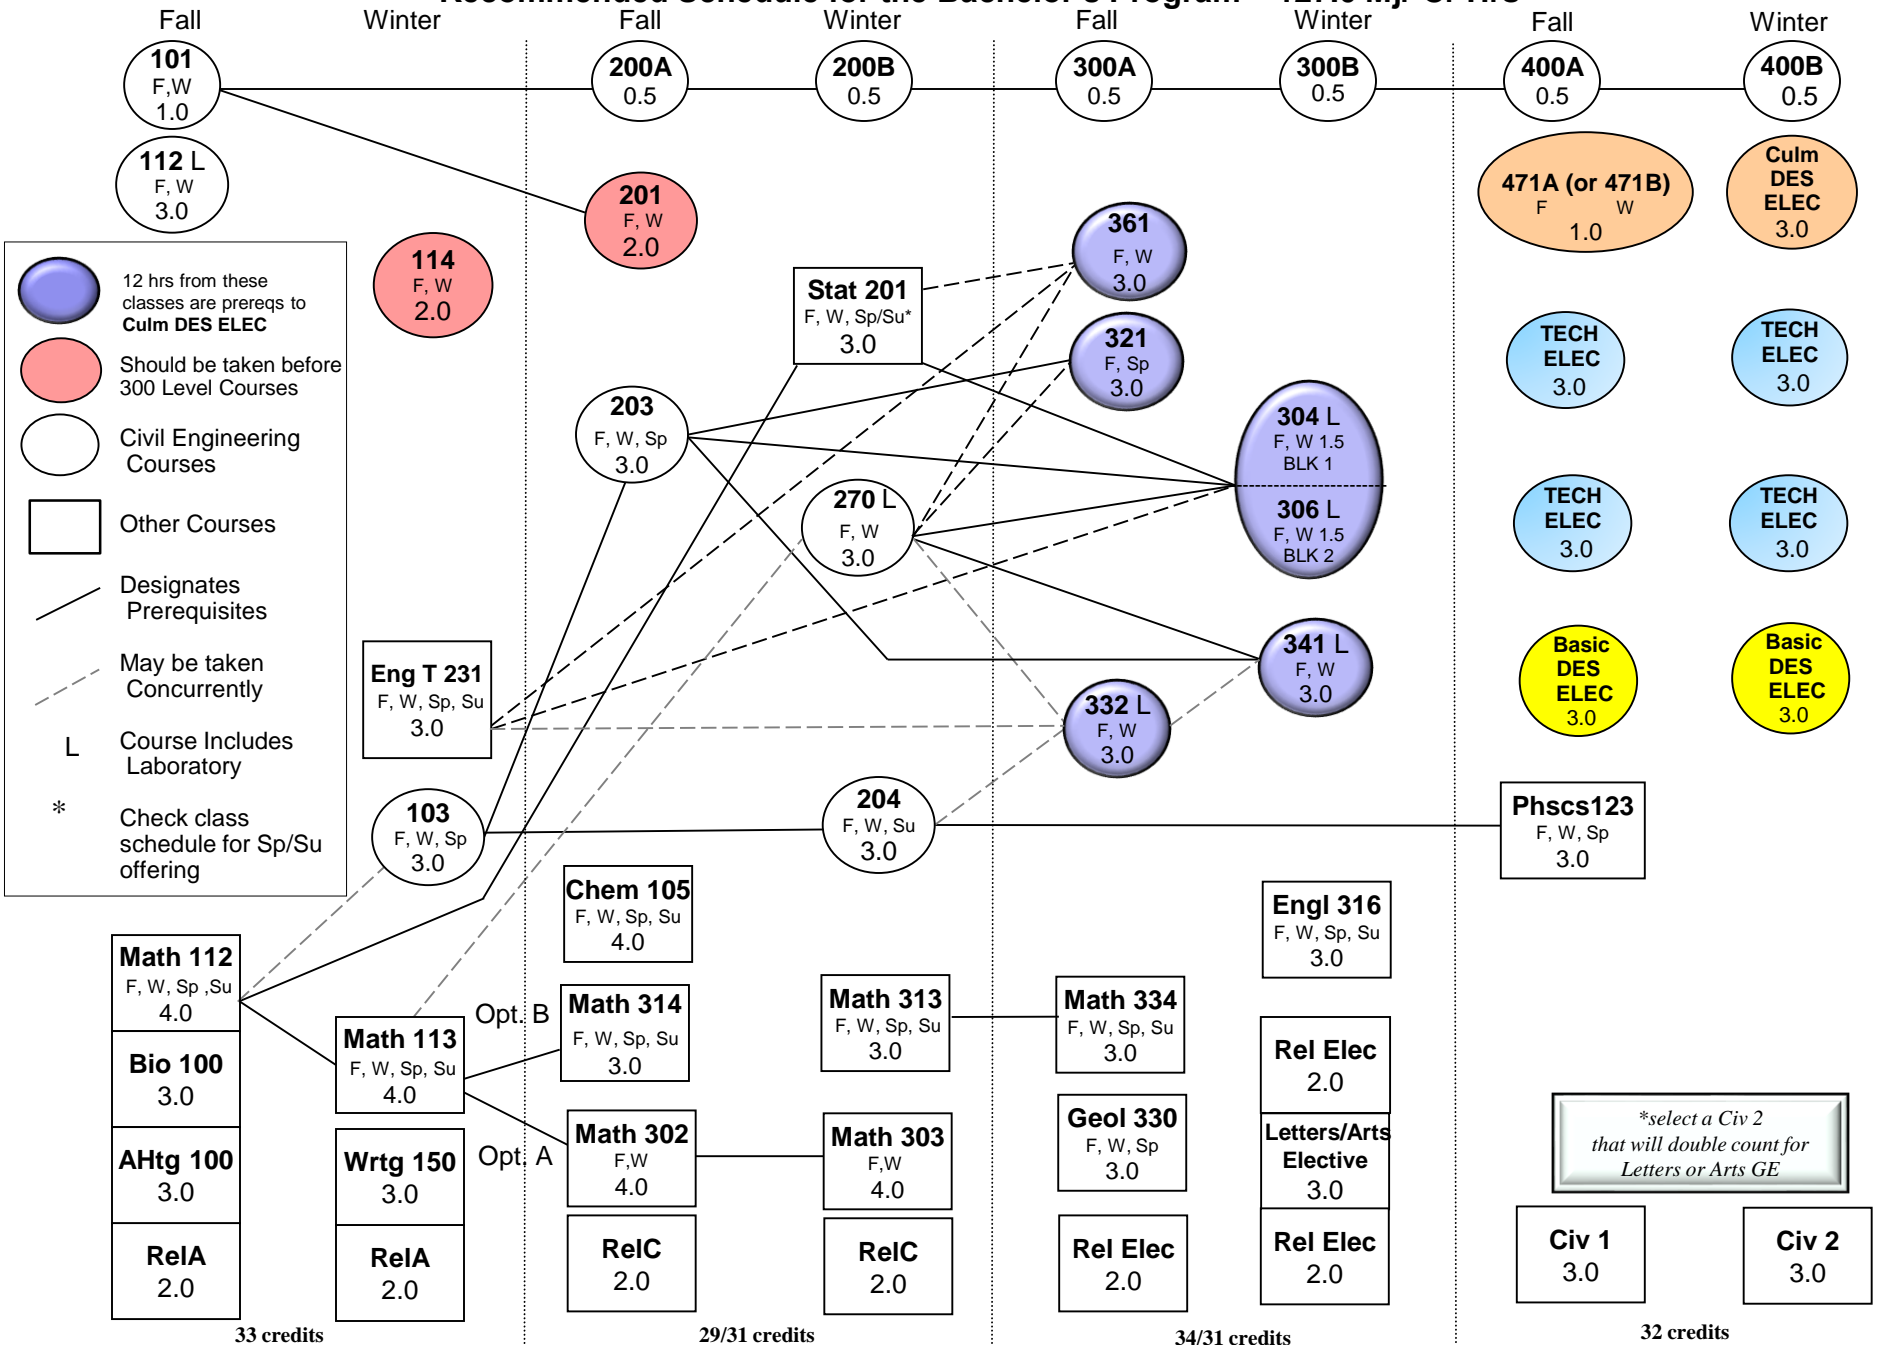 Recommended Schedule for the Bachelor's Program
Fall
Winter
Fall
Winter
Fall
Winter
Fall
Winter
101
F,W
1.0
200A
0.5
200B
0.5
300A
0.5
300B
0.5
400A
0.5
400B
0.5
112 L
F, W
3.0
201
F, W
2.0
114
F, W
2.0
361
F, W
3.0
471A (or 471B)
F W
1.0
Culm
DES
ELEC
3.0
12 hrs from these
classes are prereqs to
Culm DES ELEC
Should be taken before
300 Level Courses
Civil Engineering
Courses
Other Courses
Designates
Prerequisites
May be taken
Concurrently
L Course Includes
Laboratory
* Check class
schedule for Sp/Su
offering
Stat 201
F, W, Sp/Su*
3.0
321
F, Sp
3.0
TECH
ELEC
3.0
TECH
ELEC
3.0
203
F, W, Sp
3.0
304 L
F, W 1.5
BLK 1
306 L
F, W 1.5
BLK 2
270 L
F, W
3.0
TECH
ELEC
3.0
TECH
ELEC
3.0
Eng T 231
F, W, Sp, Su
3.0
341 L
F, W
3.0
332 L
F, W
3.0
Basic
DES
ELEC
3.0
Basic
DES
ELEC
3.0
103
F, W, Sp
3.0
204
F, W, Su
3.0
Phscs123
F, W, Sp
3.0
Chem 105
F, W, Sp, Su
4.0
Engl 316
F, W, Sp, Su
3.0
Math 112
F, W, Sp ,Su
4.0
Math 113
F, W, Sp, Su
4.0
Opt. B
Math 314
F, W, Sp, Su
3.0
Math 313
F, W, Sp, Su
3.0
Math 334
F, W, Sp, Su
3.0
Rel Elec
2.0
Bio 100
3.0
Opt. A
Math 302
F,W
4.0
Math 303
F,W
4.0
Geol 330
F, W, Sp
3.0
Letters/Arts
Elective
3.0
*select a Civ 2
that will double count for
Letters or Arts GE
AHtg 100
3.0
Wrtg 150
3.0
RelA
2.0
RelA
2.0
RelC
2.0
RelC
2.0
Rel Elec
2.0
Rel Elec
2.0
Civ 1
3.0
Civ 2
3.0
33 credits
29/31 credits
34/31 credits
32 credits